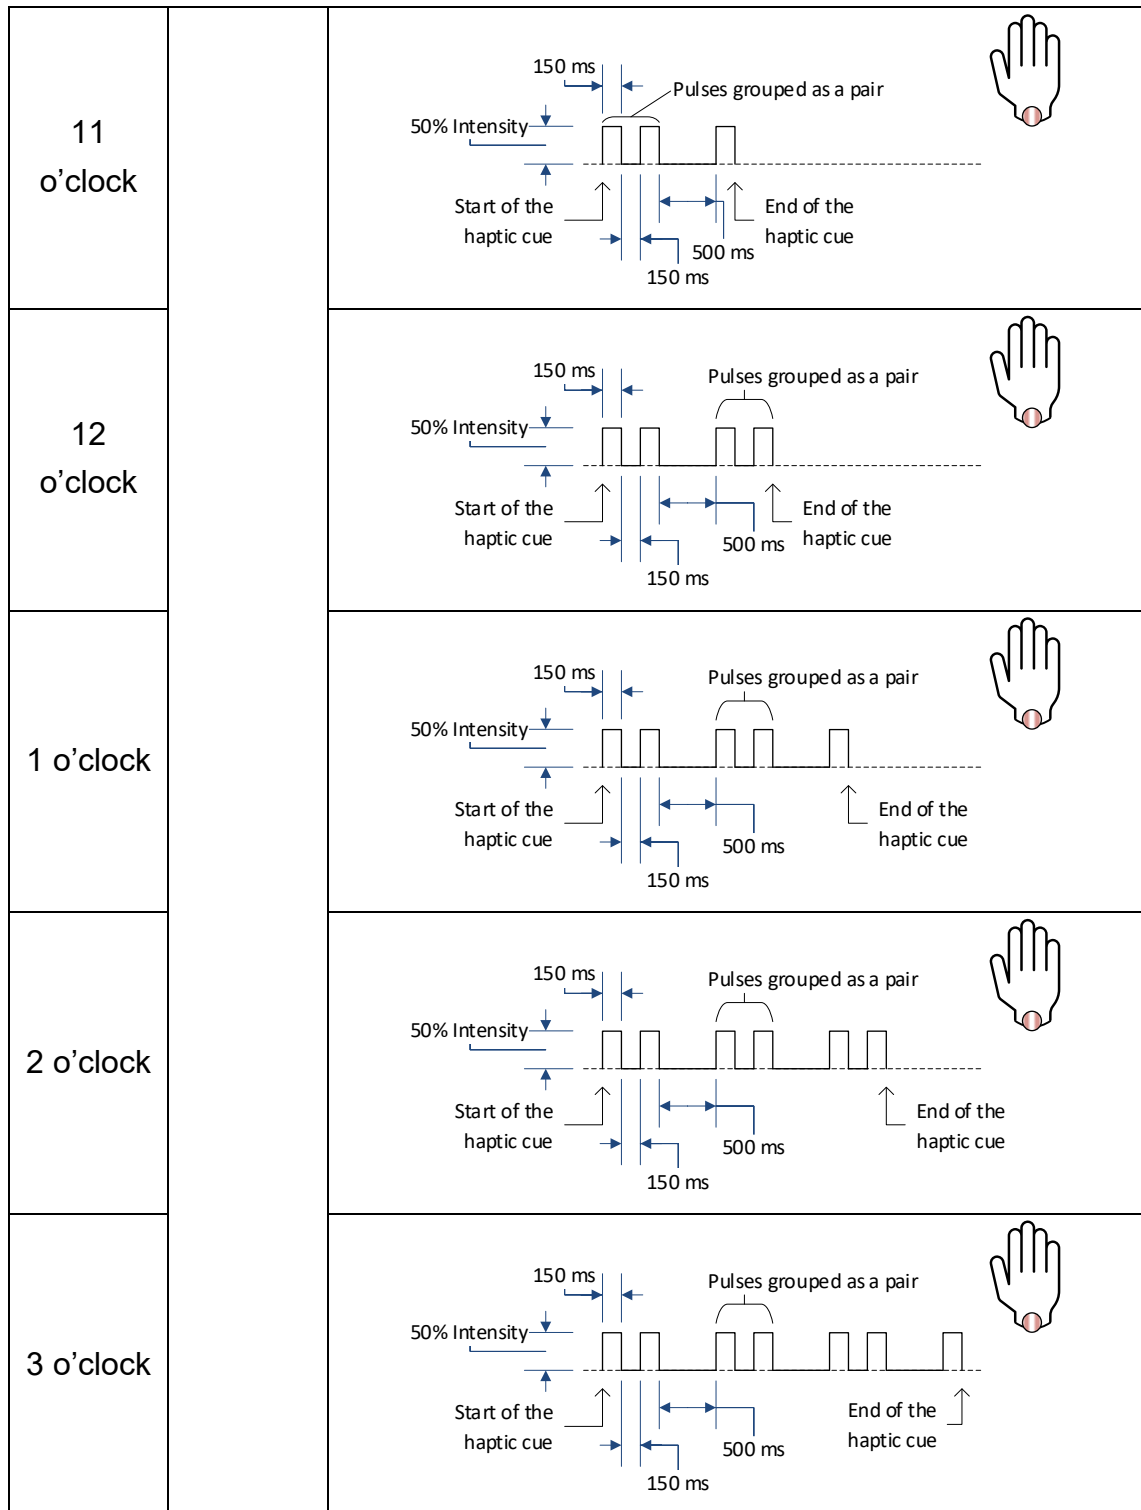 11
o’clock
150 ms
Pulses grouped as a pair
50% Intensity
Start of the
haptic cue
End of the
haptic cue
500 ms
150 ms
12
o’clock
150 ms
Pulses grouped as a pair
50% Intensity
Start of the
haptic cue
End of the
haptic cue
500 ms
150 ms
1 o’clock
150 ms
Pulses grouped as a pair
50% Intensity
Start of the
haptic cue
End of the
haptic cue
500 ms
150 ms
2 o’clock
150 ms
Pulses grouped as a pair
50% Intensity
Start of the
haptic cue
End of the
haptic cue
500 ms
150 ms
3 o’clock
150 ms
Pulses grouped as a pair
50% Intensity
Start of the
haptic cue
End of the
haptic cue
500 ms
150 ms